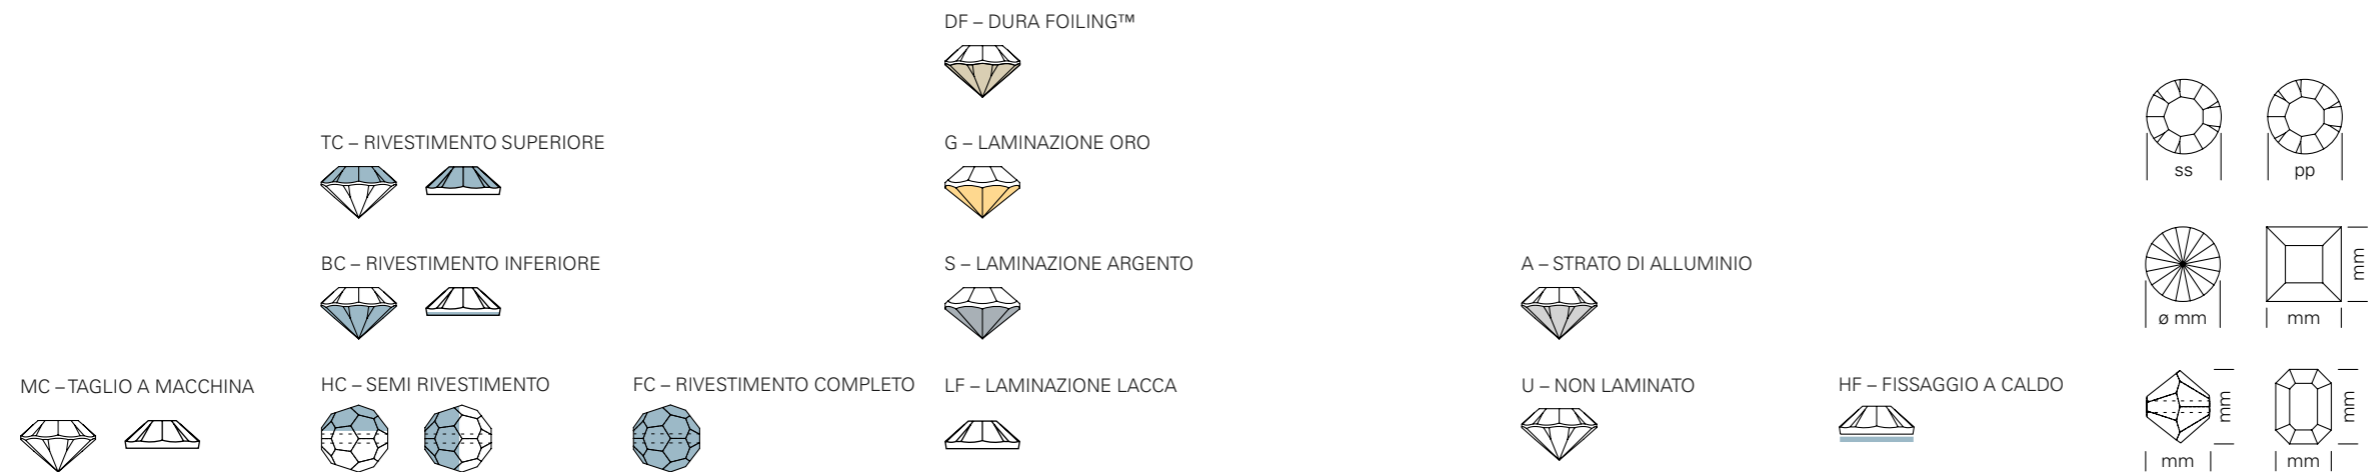 DF – DURA FOILING™
TC – RIVESTIMENTO SUPERIORE
G – LAMINAZIONE ORO
ss
pp
BC – RIVESTIMENTO INFERIORE
S – LAMINAZIONE ARGENTO
A – STRATO DI ALLUMINIO
mm
ø mm
mm
MC – TAGLIO A MACCHINA
HC – SEMI RIVESTIMENTO
FC – RIVESTIMENTO COMPLETO
LF – LAMINAZIONE LACCA
U – NON LAMINATO
HF – FISSAGGIO A CALDO
mm
mm
mm
mm